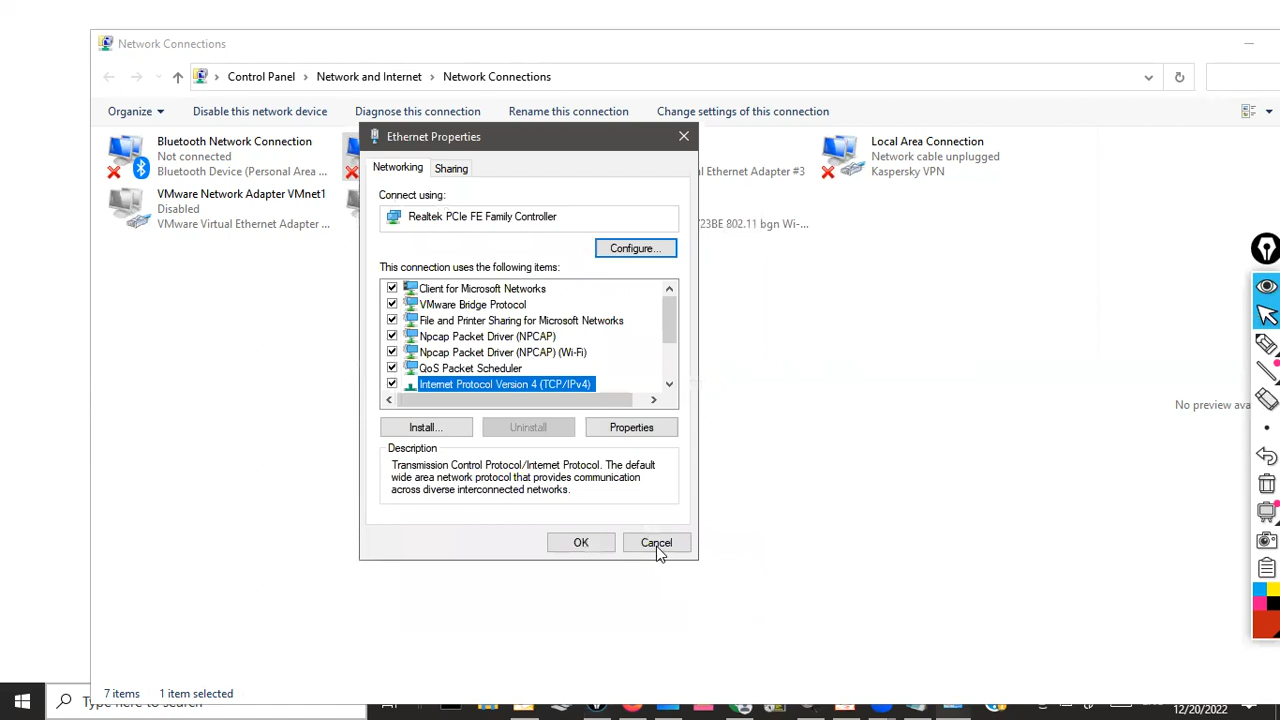 Network Connections
Control Panel > Network and Internet > Network Connections
Organize Disable this network device Diagnose this connection Rename this connection Change settings of this connection
Bluetooth Network Connection
Not connected
Bluetooth Device (Personal Area ...
VMware Network Adapter VMnet1
Disabled
VMware Virtual Ethernet Adapter ...
Ethernet Properties
Networking Sharing
Connect using:
Realtek PCIe FE Family Controller
Configure...
This connection uses the following items:
Client for Microsoft Networks
VMware Bridge Protocol
File and Printer Sharing for Microsoft Networks
Npcap Packet Driver (NPCAP)
Npcap Packet Driver (NPCAP) (Wi-Fi)
QoS Packet Scheduler
Internet Protocol Version 4 (TCP/IPv4)
Install... Uninstall Properties
Description
Transmission Control Protocol/Internet Protocol. The default
wide area network protocol that provides communication
across diverse interconnected networks.
OK Cancel
Ethernet Adapter #3
723BE 802.11 bgn Wi-...
Local Area Connection
Network cable unplugged
Kaspersky VPN
No preview ava
7 items 1 item selected
Type here to search
12/20/2022